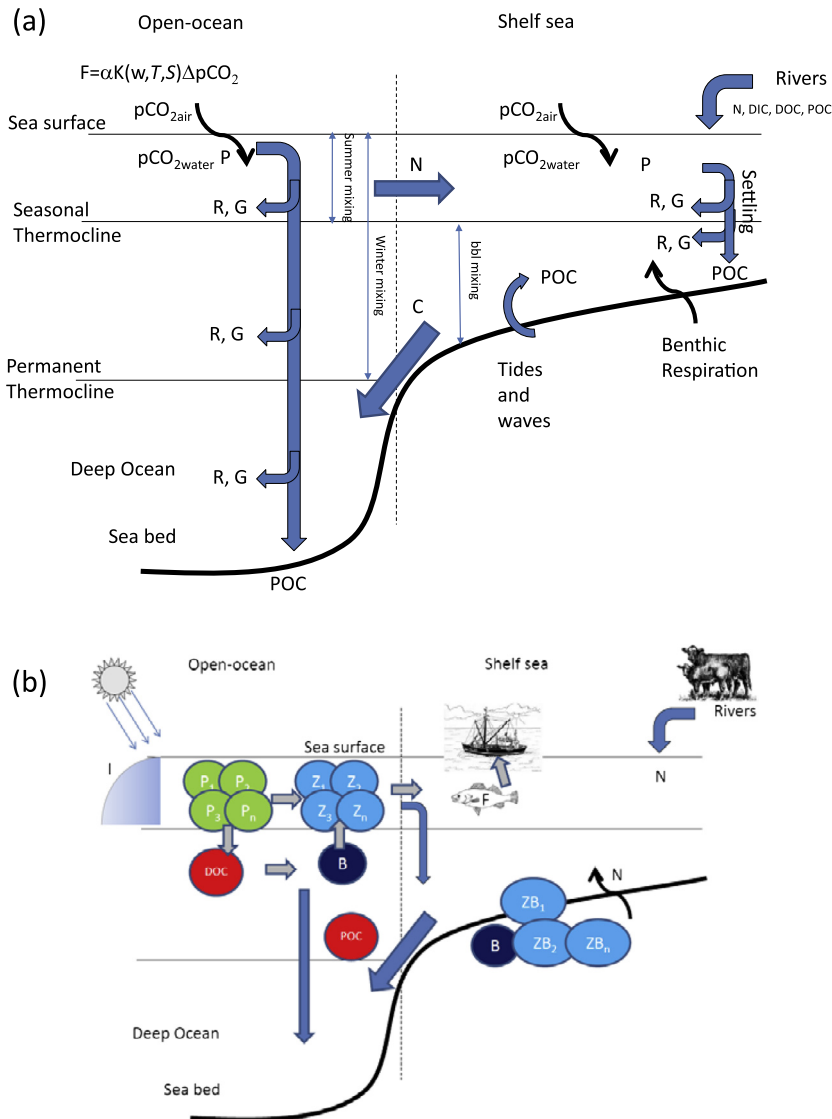 (a)
Open-ocean
Shelf sea
F=αK(w,T,S)ΔpCO2
pCO2air
pCO2air
Rivers
N, DIC, DOC, POC
Sea surface
pCO2water P
Summer mixing
N
pCO2water
P
Settling
R, G
R, G
Seasonal
Thermocline
Winter mixing
bbl mixing
R, G
POC
POC
C
R, G
Benthic
Respiration
Permanent
Thermocline
Tides
and
waves
Deep Ocean
R, G
Sea bed
POC
(b)
Open-ocean
Shelf sea
Rivers
Sea surface
I
P1
P2
P3
Pn
Z1
Z2
Z3
Zn
F
N
DOC
B
N
ZB1
POC
B
ZB2
ZBn
Deep Ocean
Sea bed